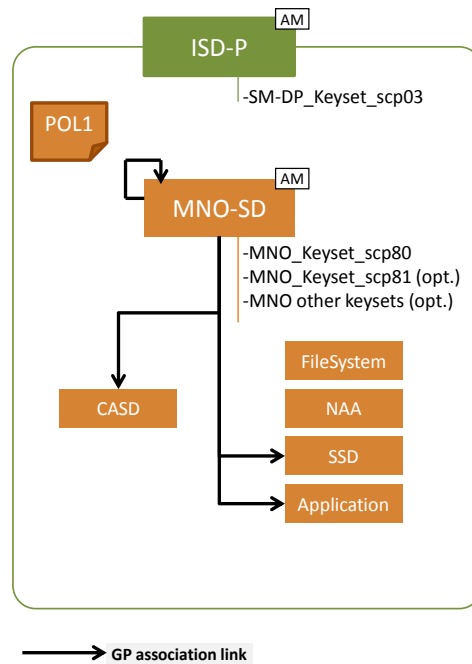 AM
ISD-P
-SM-DP_Keyset_scp03
POL1
AM
MNO-SD
-MNO_Keyset_scp80
-MNO_Keyset_scp81 (opt.)
-MNO other keysets (opt.)
FileSystem
CASD
NAA
SSD
Application
GP association link